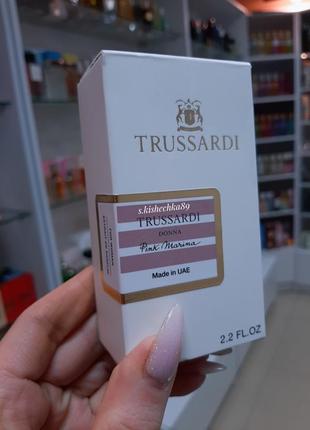 TRUSSARDI
s.kishechka89
TRUSSARDI
DONNA
Pink Marina
Made in UAE
2.2 FL.OZ